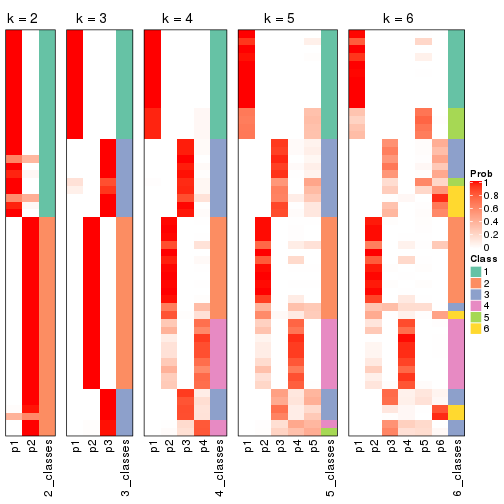 k = 2 k = 3 k = 4 k = 5 k = 6
Prob
1
0.8
0.6
0.4
0.2
0
Class
1
2
3
4
5
6
p1 p2 2_classes
p1 p2 p3 3_classes
p1 p2 p3 p4 4_classes
p1 p2 p3 p4 p5 5_classes
p1 p2 p3 p4 p5 p6 6_classes